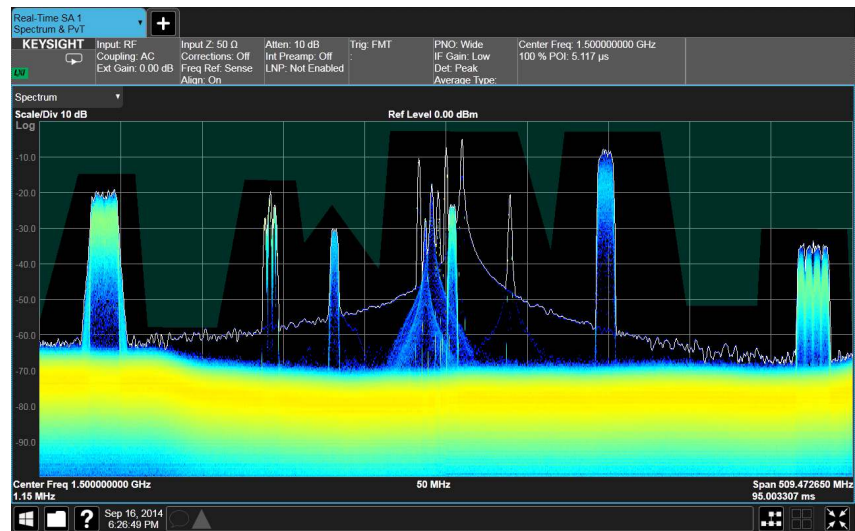 Real-Time SA 1
Spectrum & PvT
KEYSIGHT
LXI
Input: RF
Coupling: AC
Ext Gain: 0.00 dB
Input Z: 50 Ω
Corrections: Off
Freq Ref: Sense
Align: On
Atten: 10 dB
Int Preamp: Off
LNP: Not Enabled
Trig: FMT
:
PNO: Wide
IF Gain: Low
Det: Peak
Average Type:
Center Freq: 1.500000000 GHz
100 % POI: 5.117 µs
Spectrum
Scale/Div 10 dB
Ref Level 0.00 dBm
Log
-10.0
-20.0
-30.0
-40.0
-50.0
-60.0
-70.0
-80.0
-90.0
Center Freq 1.500000000 GHz
1.15 MHz
50 MHz
Span 509.472650 MHz
95.003307 ms
?
Sep 16, 2014
6:26:49 PM